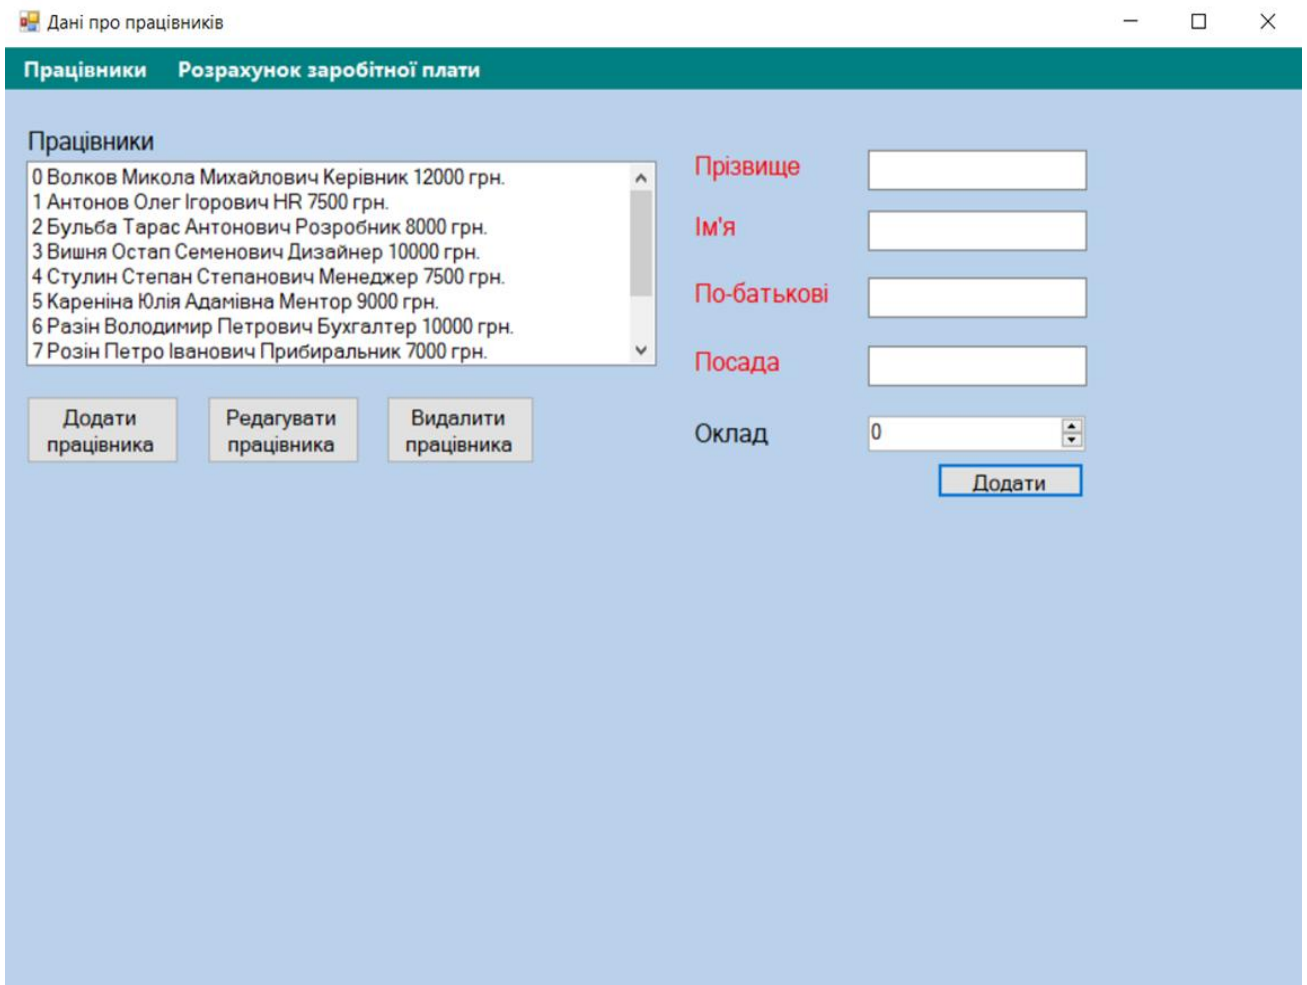 Дані про працівників
Працівники Розрахунок заробітної плати
Працівники
0 Волков Микола Михайлович Керівник 12000 грн.
1 Антонов Олег Ігорович HR 7500 грн.
2 Бульба Тарас Антонович Розробник 8000 грн.
3 Вишня Остап Семенович Дизайнер 10000 грн.
4 Стулин Степан Степанович Менеджер 7500 грн.
5 Кареніна Юлія Адамівна Ментор 9000 грн.
6 Разін Володимир Петрович Бухгалтер 10000 грн.
7 Розін Петро Іванович Прибиральник 7000 грн.
Додати
працівника
Редагувати
працівника
Видалити
працівника
Прізвище
Ім'я
По-батькові
Посада
Оклад 0
Додати